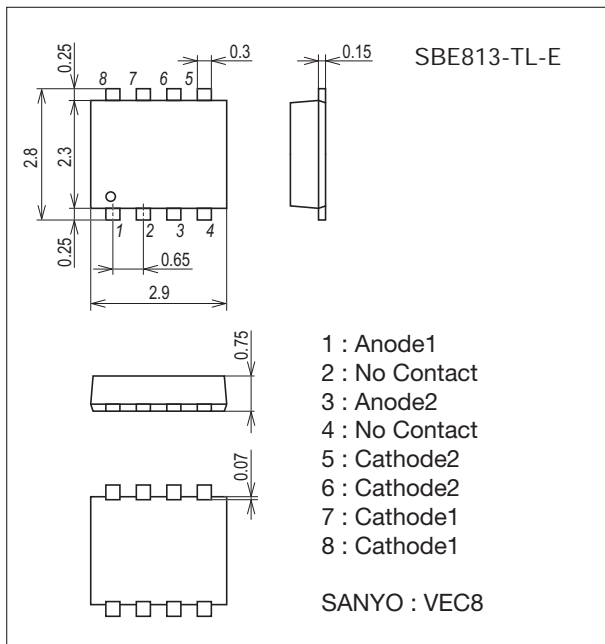 SBE813-TL-E
0.25
8 7 6 5
0.3
0.15
2.8
2.3
0.25
1 2 3 4
0.65
2.9
0.75
0.07
1 : Anode1
2 : No Contact
3 : Anode2
4 : No Contact
5 : Cathode2
6 : Cathode2
7 : Cathode1
8 : Cathode1
SANYO : VEC8